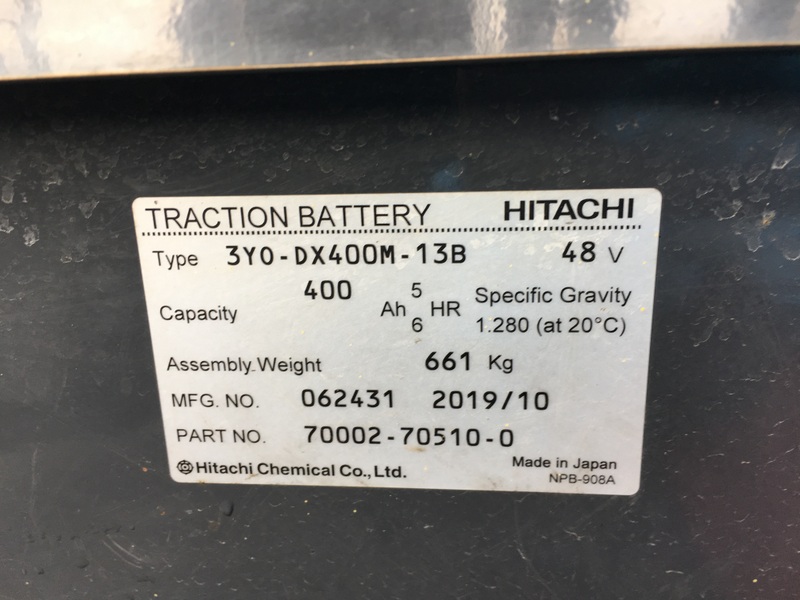 TRACTION BATTERY HITACHI
Type 3Y0-DX400M-13B 48 V
Capacity 400 Ah 5 6 HR Specific Gravity
1.280 (at 20°C)
Assembly Weight 661 Kg
MFG. NO. 062431 2019/10
PART NO. 70002-70510-0
Hitachi Chemical Co., Ltd. Made in Japan
NPB-908A